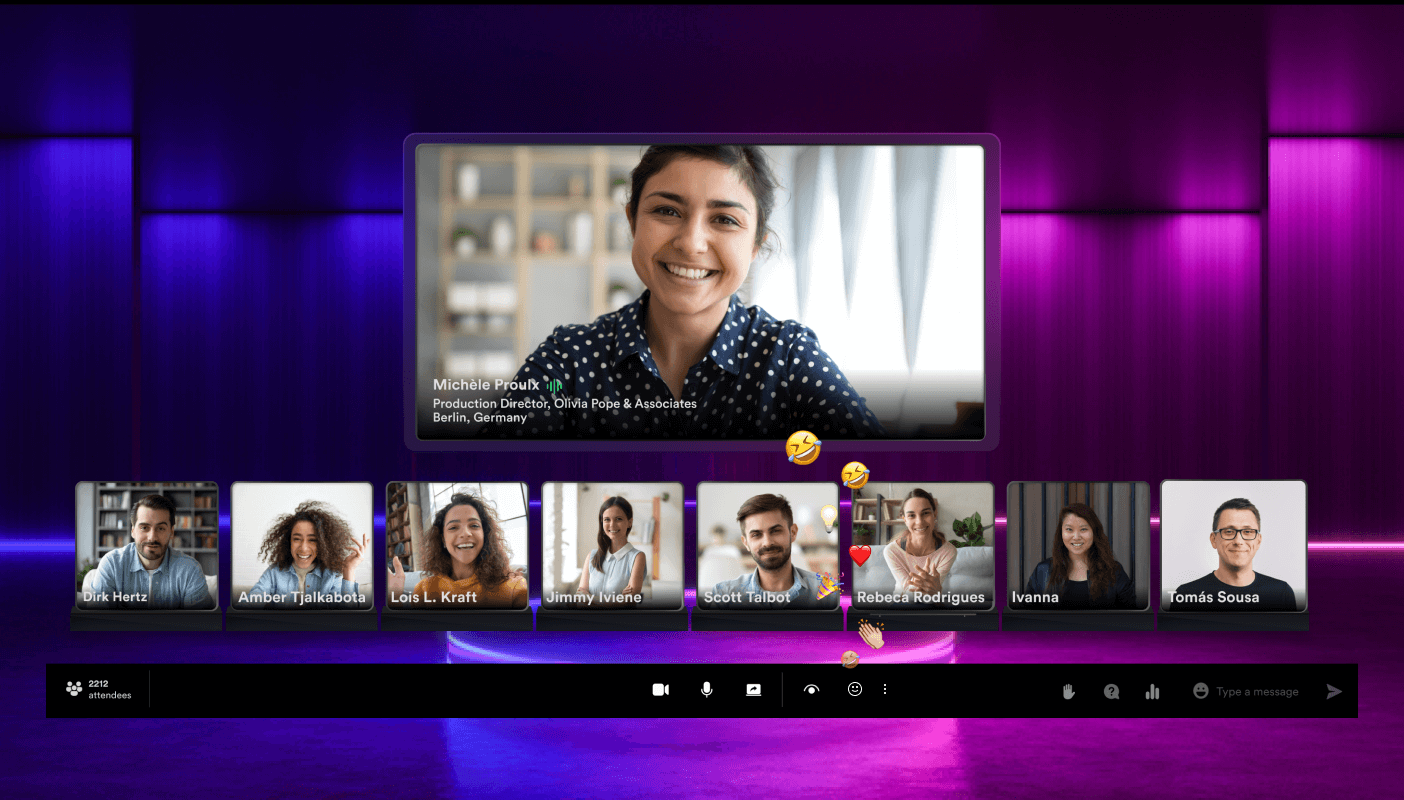 Michèle Proulx
Production Director, Olivia Pope & Associates
Berlin, Germany
Dirk Hertz
Amber Tjalkabota
Lois L. Kraft
Jimmy Iviene
Scott Talbot
Rebeca Rodrigues
Ivanna
Tomás Sousa
2212
attendees
Type a message